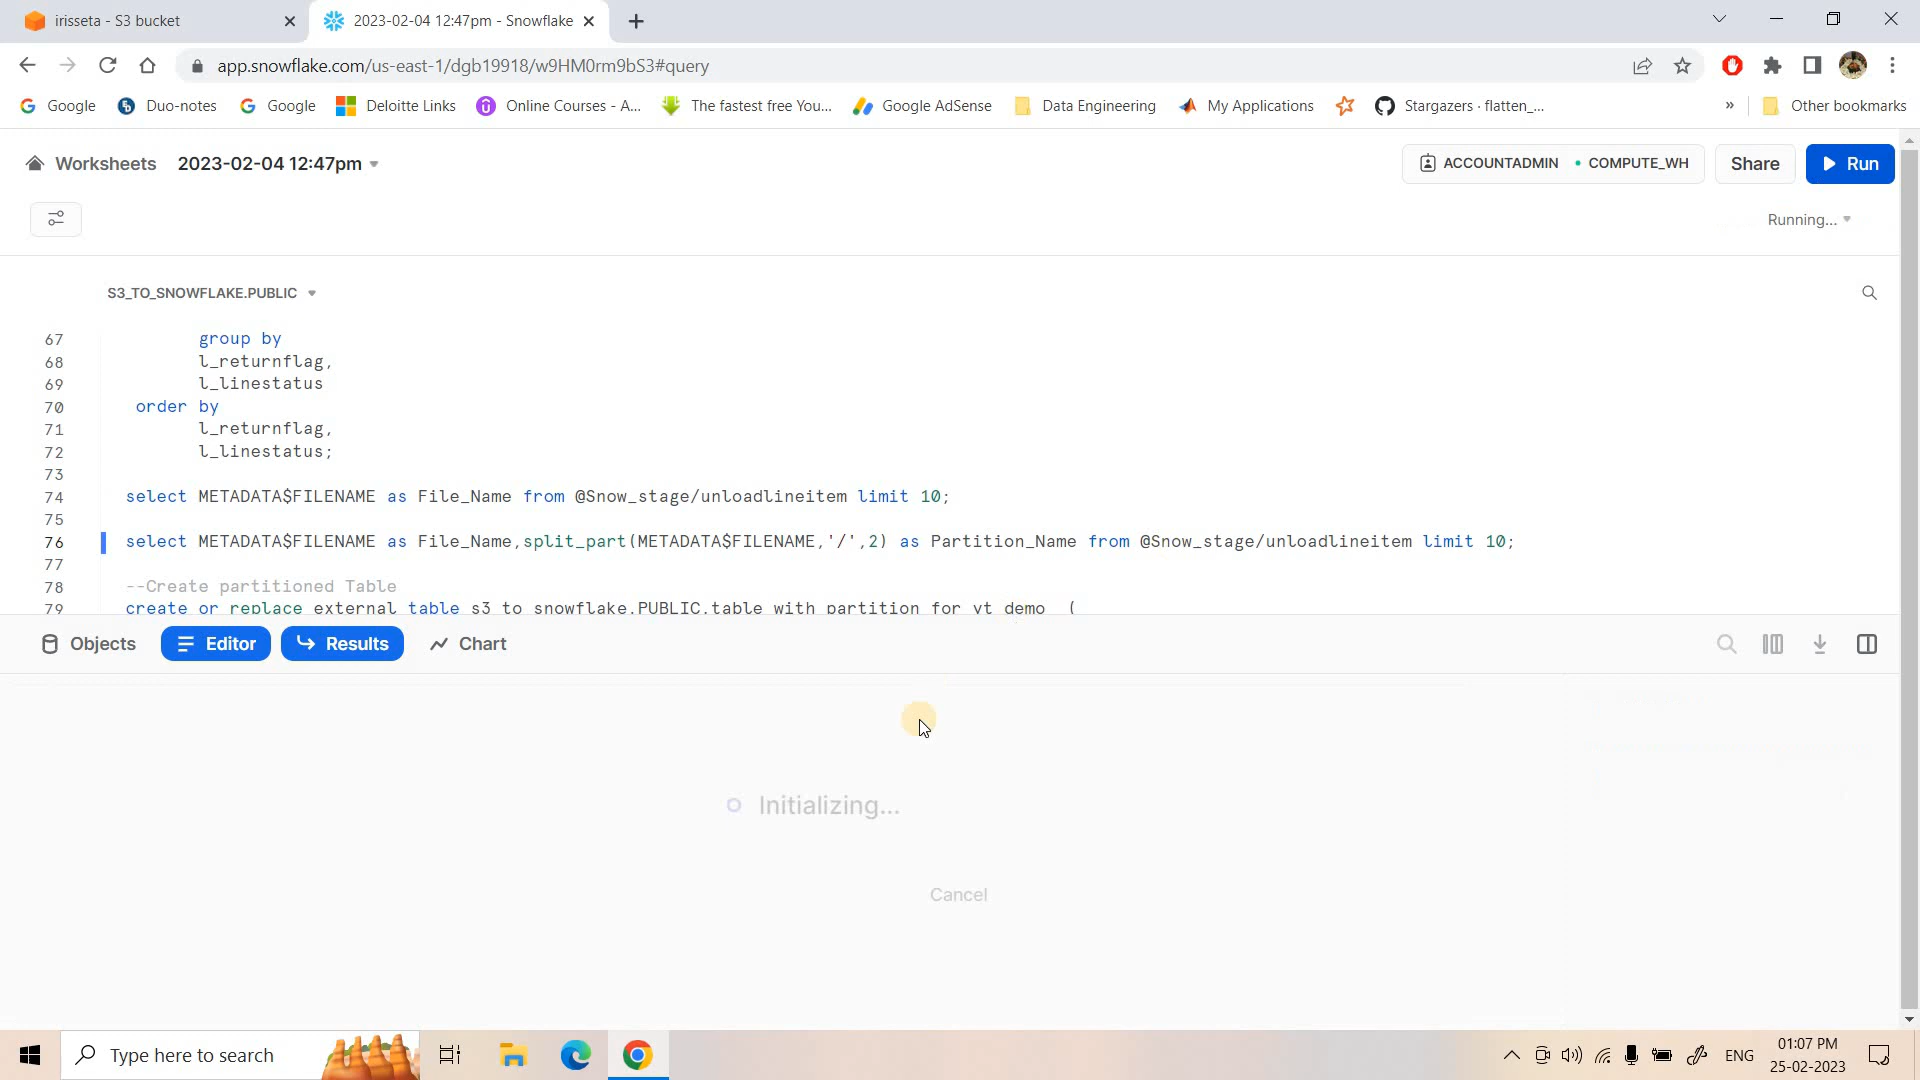 irisseta - S3 bucket
2023-02-04 12:47pm - Snowflake
app.snowflake.com/us-east-1/dgb19918/w9HM0rm9bS3#query
Google
Duo-notes
Google
Deloitte Links
Online Courses - A...
The fastest free You...
Google AdSense
Data Engineering
My Applications
Stargazers · flatten_...
»
Other bookmarks
Worksheets
2023-02-04 12:47pm
ACCOUNTADMIN
COMPUTE_WH
Share
Run
Running...
S3_TO_SNOWFLAKE.PUBLIC
67 group by
68 l_returnflag,
69 l_linestatus
70 order by
71 l_returnflag,
72 l_linestatus;
73
74 select METADATA$FILENAME as File_Name from @Snow_stage/unloadlineitem limit 10;
75
76 select METADATA$FILENAME as File_Name,split_part(METADATA$FILENAME,'/',2) as Partition_Name from @Snow_stage/unloadlineitem limit 10;
77
78 --Create partitioned Table
79 create or replace external table s3_to_snowflake.PUBLIC.table_with_partition_for_yt_demo (
Objects
Editor
Results
Chart
Initializing...
Cancel
Type here to search
ENG
01:07 PM
25-02-2023